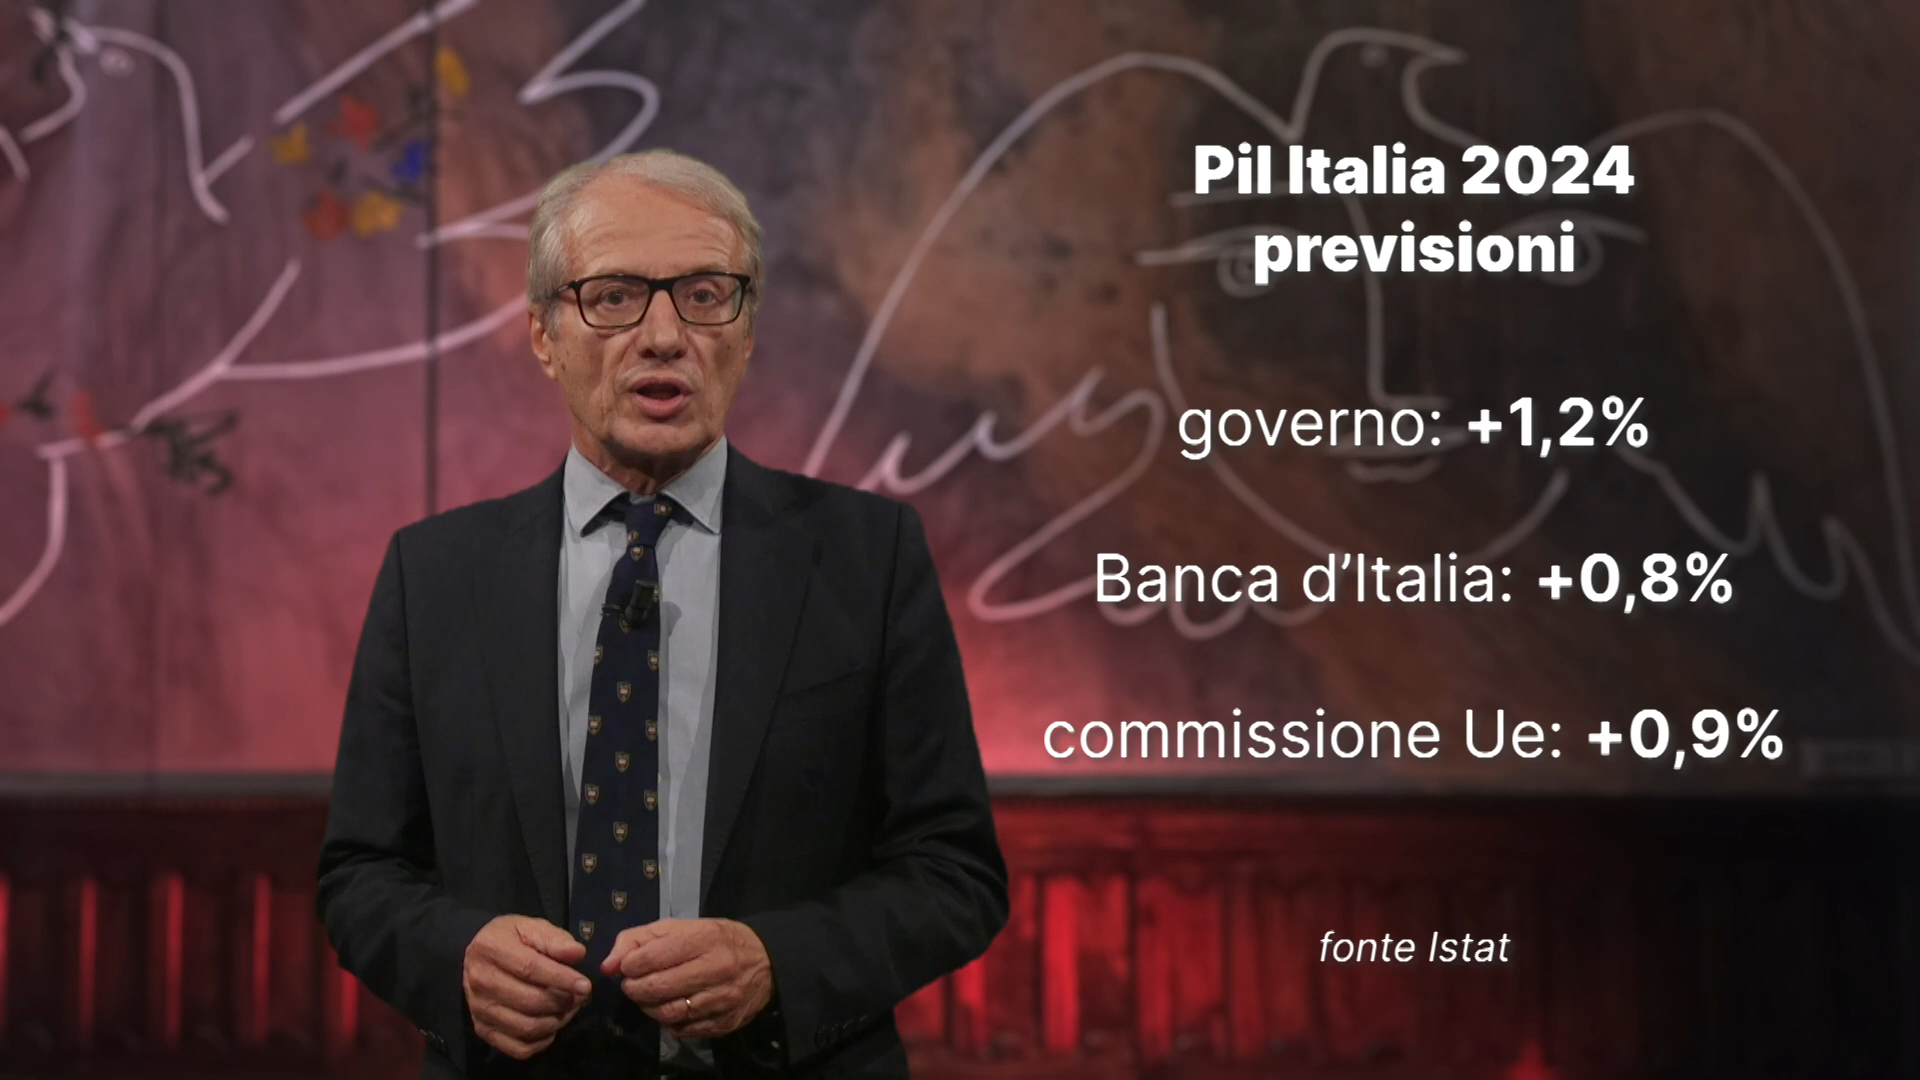 Pil Italia 2024
previsioni
governo: +1,2%
Banca d’Italia: +0,8%
commissione Ue: +0,9%
fonte Istat